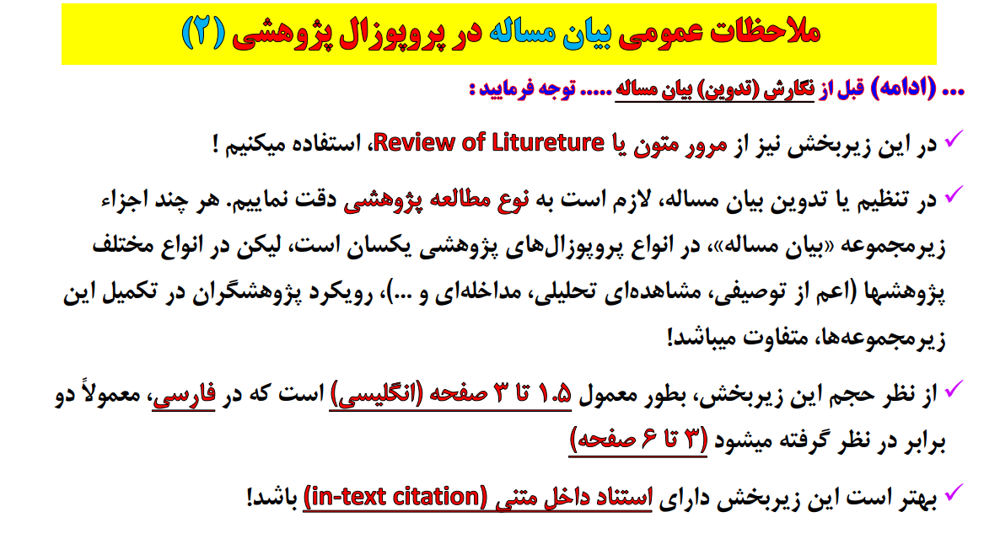 ملاحظات عمومی بیان مساله در پروپوزال پژوهشی (۲)
... (ادامه) قبل از نگارش (تدوین) بیان مساله ..... توجه فرمایید :
✓ در این زیربخش نیز از مرور متون یا Review of Litureture، استفاده میکنیم !
✓ در تنظیم یا تدوین بیان مساله، لازم است به نوع مطالعه پژوهشی دقت نماییم. هر چند اجزاء
زیرمجموعه «بیان مساله»، در انواع پروپوزال‌های پژوهشی یکسان است، لیکن در انواع مختلف
پژوهشها (اعم از توصیفی، مشاهده‌ای تحلیلی، مداخله‌ای و ...)، رویکرد پژوهشگران در تکمیل این
زیرمجموعه‌ها، متفاوت میباشد!
✓ از نظر حجم این زیربخش، بطور معمول ۱.۵ تا ۳ صفحه (انگلیسی) است که در فارسی، معمولاً دو
برابر در نظر گرفته میشود (۳ تا ۶ صفحه)
✓ بهتر است این زیربخش دارای استناد داخل متنی (in-text citation) باشد!